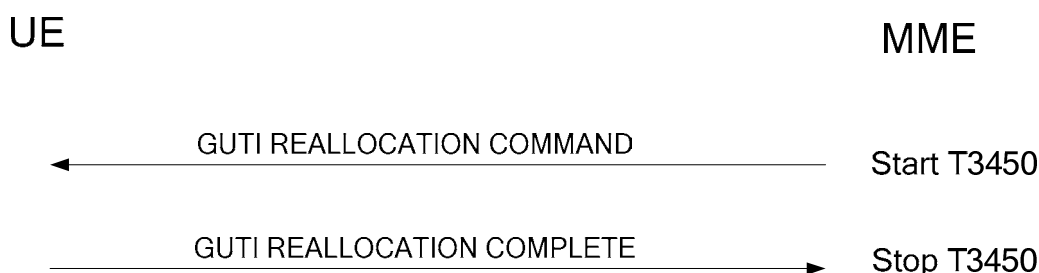 UE
MME
GUTI REALLOCATION COMMAND
Start T3450
GUTI REALLOCATION COMPLETE
Stop T3450